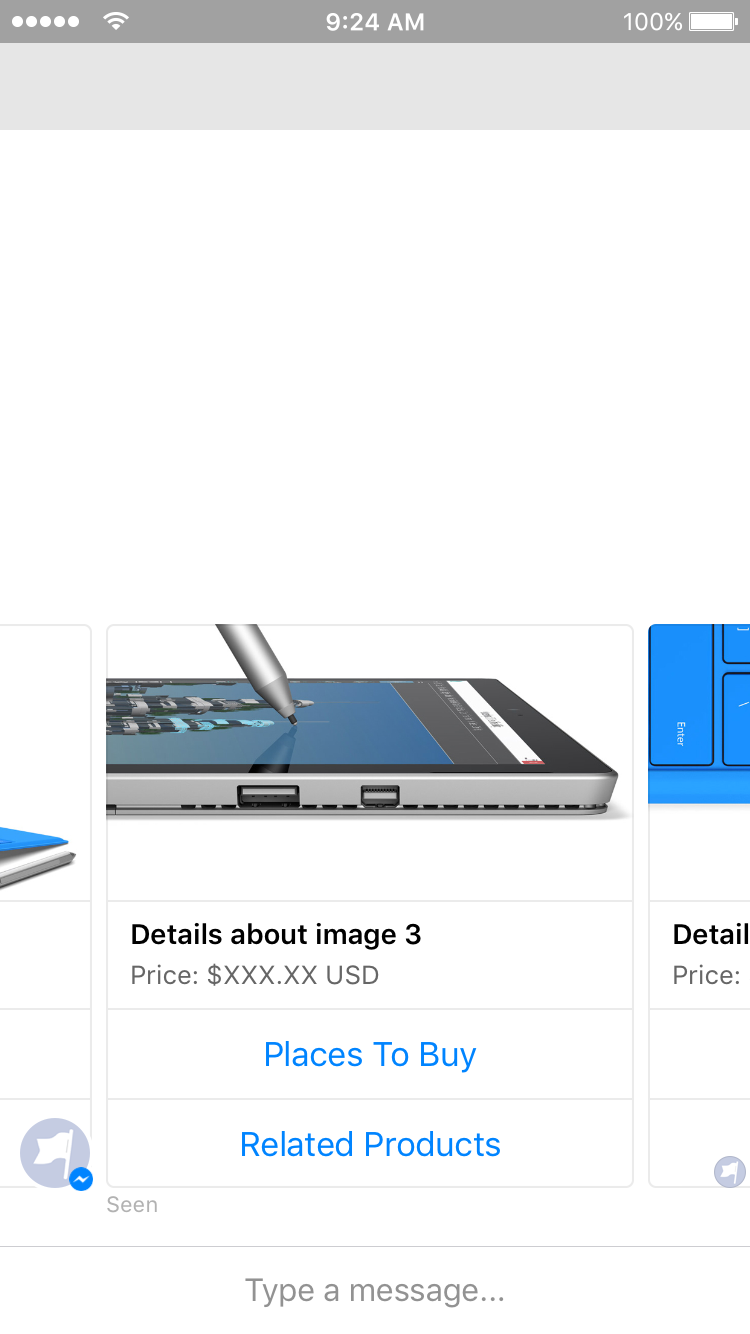 9:24 AM
100%
Enter
Details about image 3
Detail
Price: $XXX.XX USD
Price:
Places To Buy
Related Products
Seen
Type a message...